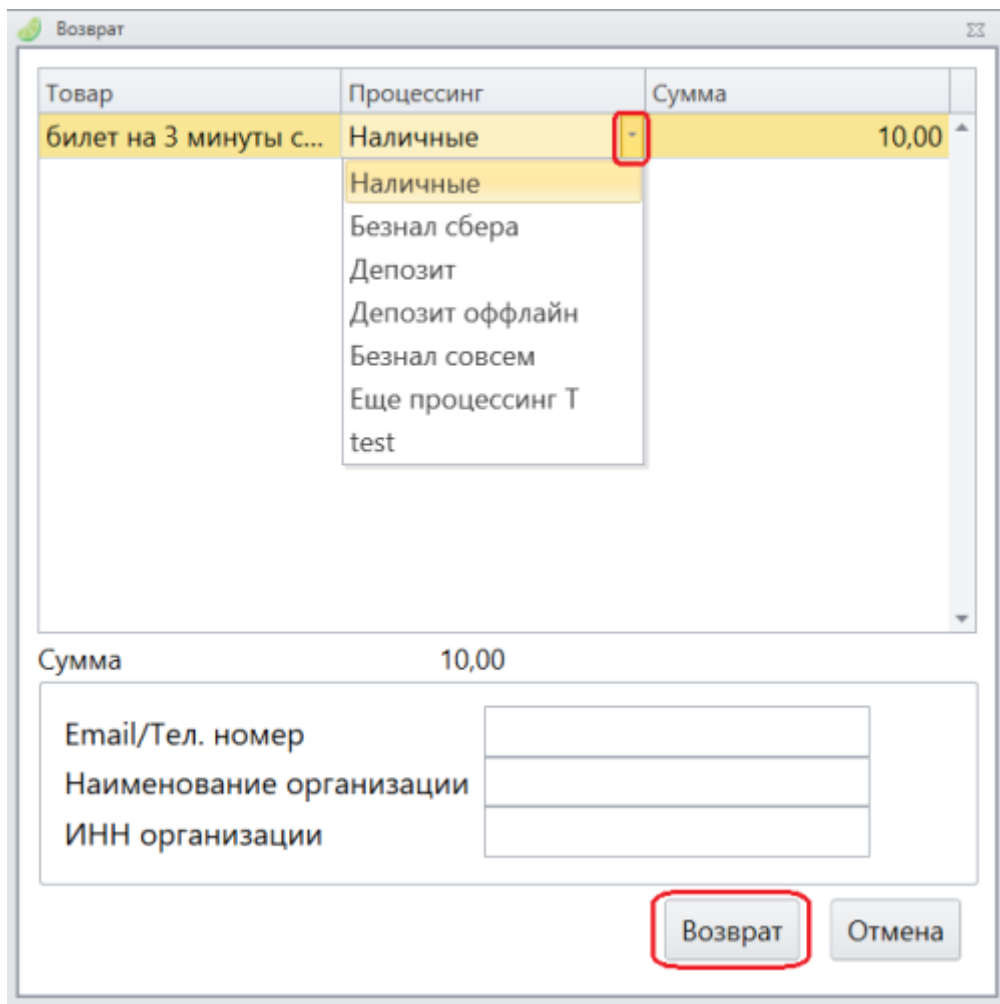 Возврат
Товар Процессинг Сумма
билет на 3 минуты с... Наличные 10,00
Наличные
Безнал сбера
Депозит
Депозит оффлайн
Безнал совсем
Еще процессинг Т
test
Сумма 10,00
Email/Тел. номер
Наименование организации
ИНН организации
Возврат Отмена